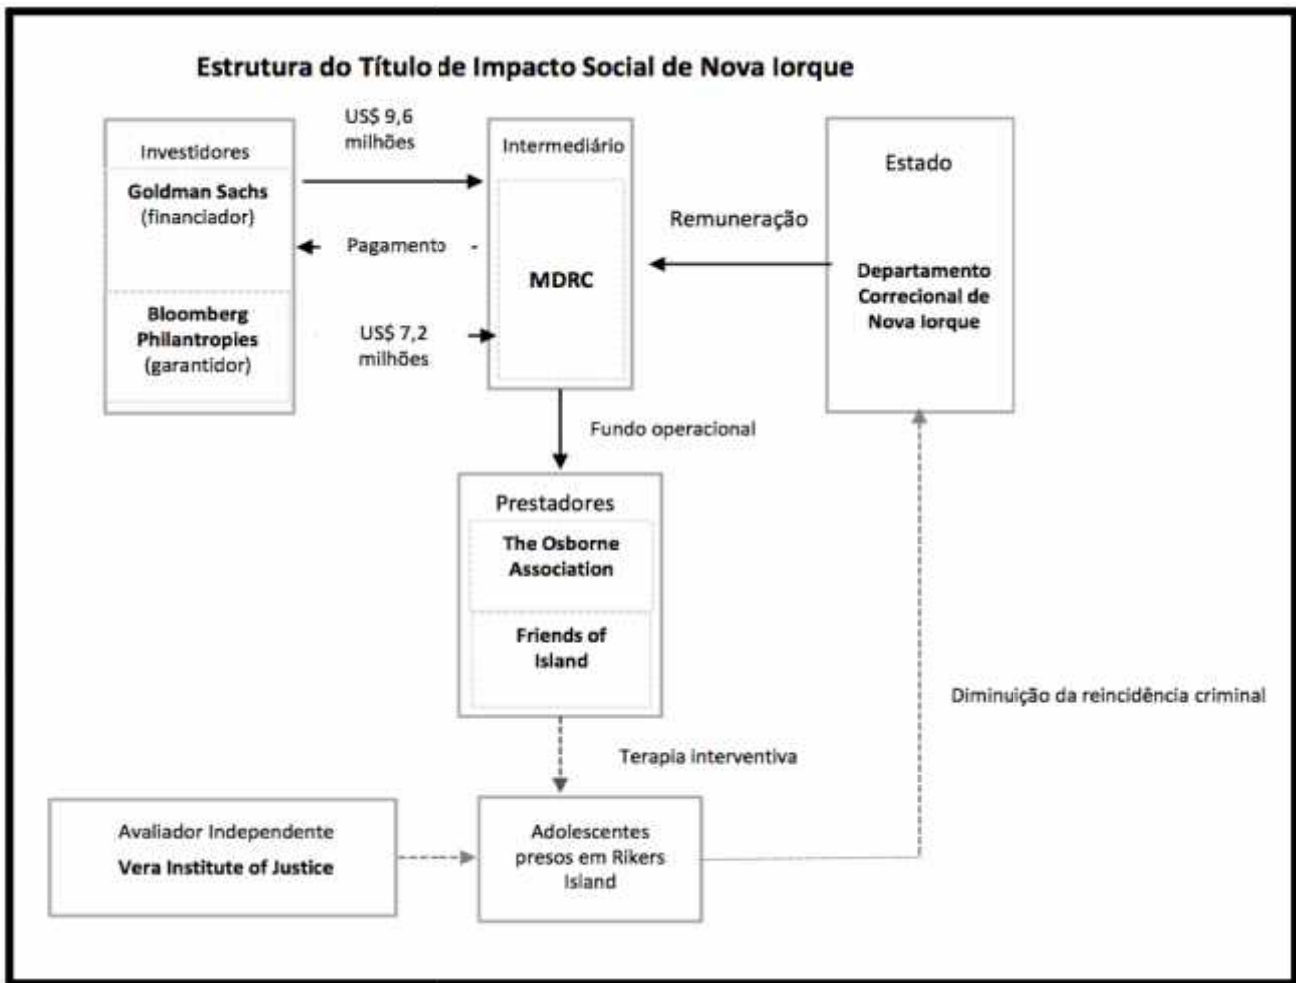 Estrutura do Título de Impacto Social de Nova Iorque
Investidores
Goldman Sachs
(financiador)
Bloomberg
Philantropies
(garantidor)
US$ 9,6
milhões
Pagamento
US$ 7,2
milhões
Intermediário
MDRC
Remuneração
Estado
Departamento
Correcional de
Nova Iorque
Fundo operacional
Prestadores
The Osborne
Association
Friends of
Island
Diminuição da reincidência criminal
Terapia interventiva
Avaliador Independente
Vera Institute of Justice
Adolescentes
presos em Rikers
Island